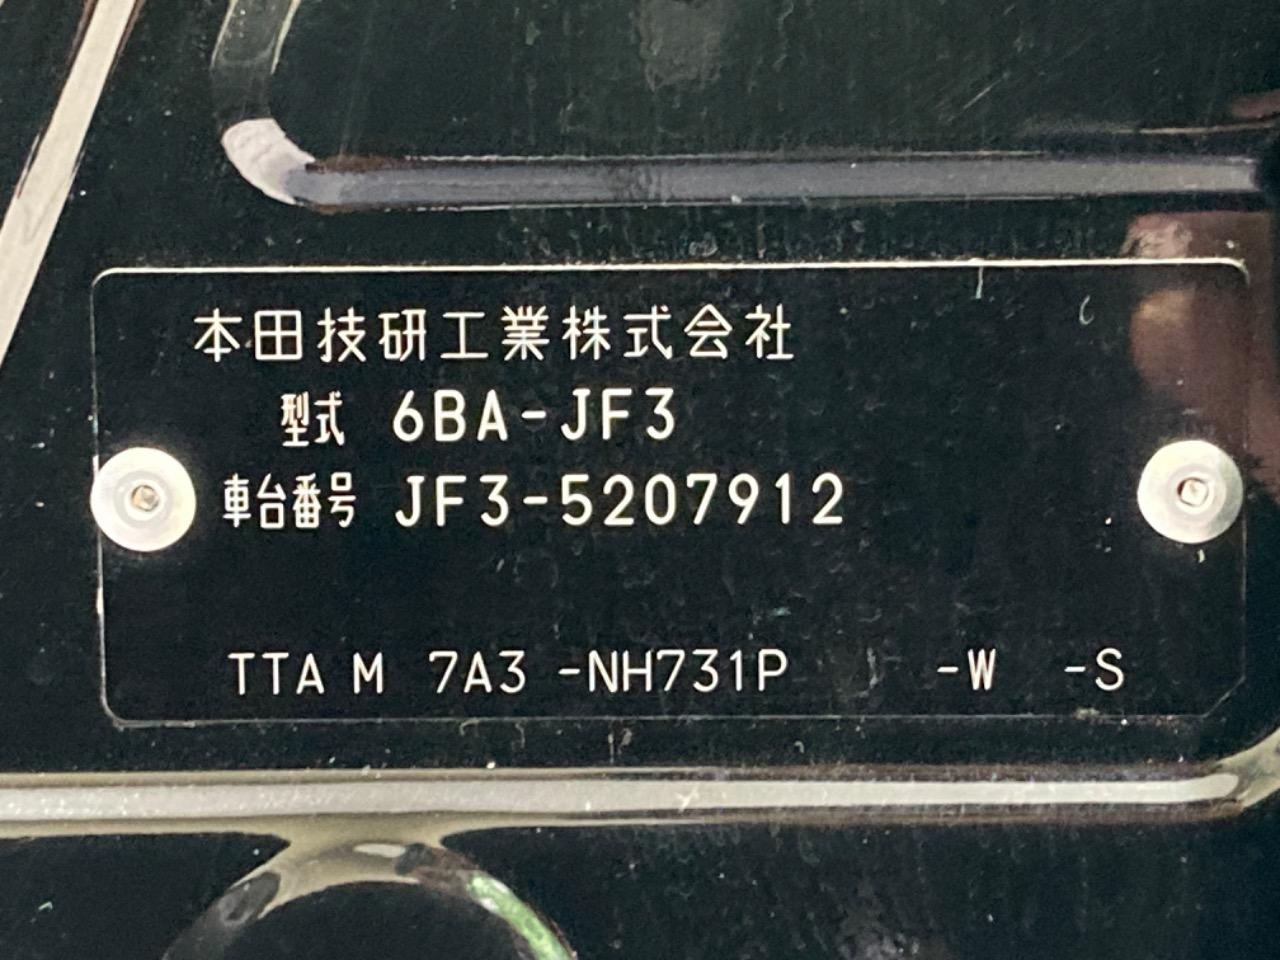 本田技研工業株式会社
型式 6BA-JF3
車台番号 JF3-5207912
TTA M 7A3 -NH731P -W -S